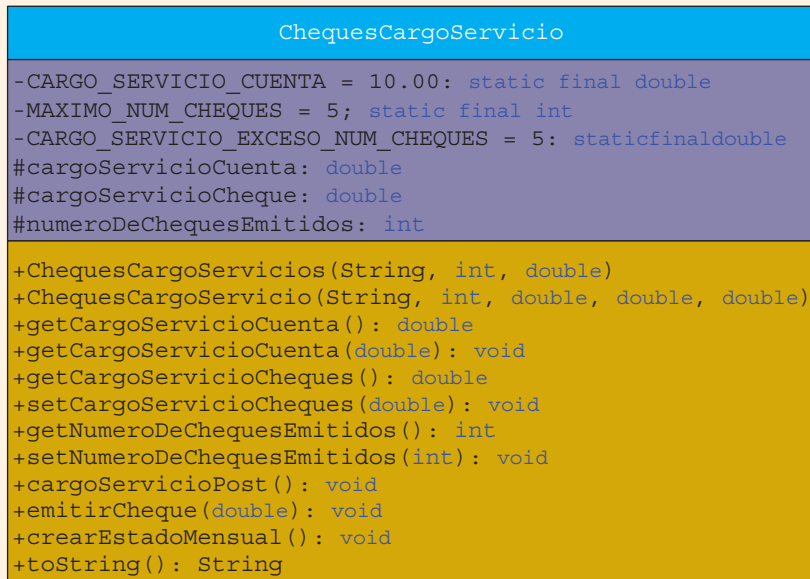 ChequesCargoServicio
-CARGO_SERVICIO_CUENTA = 10.00: static final double
-MAXIMO_NUM_CHEQUES = 5; static final int
-CARGO_SERVICIO_EXCESO_NUM_CHEQUES = 5: staticfinaldouble
#cargoServicioCuenta: double
#cargoServicioCheque: double
#numeroDeChequesEmitidos: int
+ChequesCargoServicios(String, int, double)
+ChequesCargoServicio(String, int, double, double, double)
+getCargoServicioCuenta(): double
+getCargoServicioCuenta(double): void
+getCargoServicioCheques(): double
+setCargoServicioCheques(double): void
+getNumeroDeChequesEmitidos(): int
+setNumeroDeChequesEmitidos(int): void
+cargoServicioPost(): void
+emitirCheque(double): void
+crearEstadoMensual(): void
+toString(): String